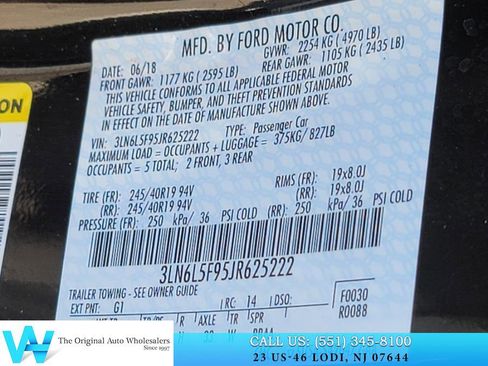 MFD. BY FORD MOTOR CO.
DATE: 06/18 GVWR: 2254 KG ( 4970 LB)
FRONT GAWR: 1177 KG ( 2595 LB) REAR GAWR: 1105 KG ( 2435 LB)
THIS VEHICLE CONFORMS TO ALL APPLICABLE FEDERAL MOTOR
VEHICLE SAFETY, BUMPER, AND THEFT PREVENTION STANDARDS
IN EFFECT ON THE DATE OF MANUFACTURE SHOWN ABOVE.
VIN: 3LN6L5F95JR625222 TYPE: Passenger Car
MAXIMUM LOAD = OCCUPANTS + LUGGAGE = 375KG/ 827LB
OCCUPANTS = 5 TOTAL; 2 FRONT, 3 REAR
TIRE (FR): 245/40R19 94V RIMS (FR): 19x8.0J
(RR): 245/40R19 94V (RR): 19x8.0J
PRESSURE (FR): 250 kPa/ 36 PSI COLD (RR): 250 kPa/ 36 PSI COLD
3LN6L5F95JR625222
TRAILER TOWING - SEE OWNER GUIDE
EXT PNT: G1 RC: 14 DSO: F0030
R0088
AXLE TR SPR
ON
The Original Auto Wholesalers
Since 1997
CALL US: (551) 345-8100
23 US-46 LODI, NJ 07644